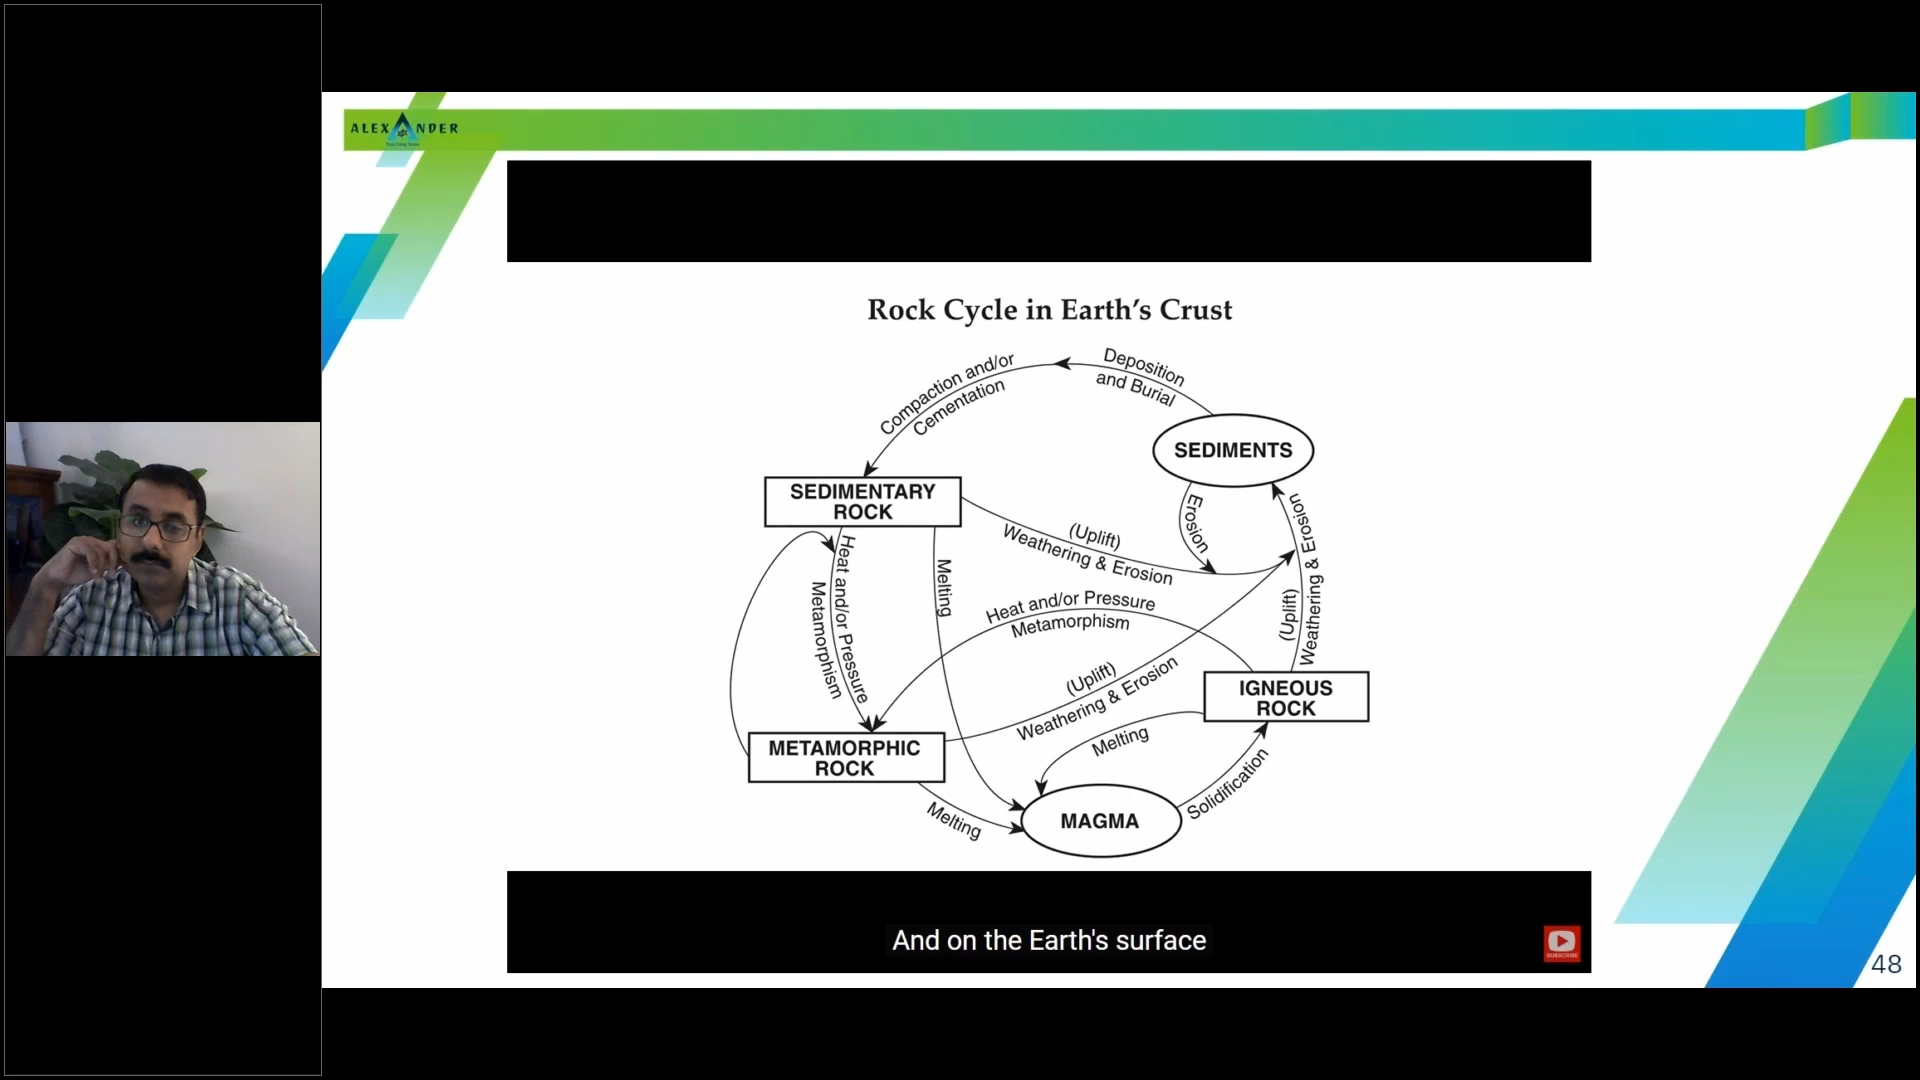 ALEXANDER
Rock Cycle in Earth's Crust
Deposition
and Burial
Compaction and/or
Cementation
SEDIMENTS
SEDIMENTARY
ROCK
Erosion
(Uplift)
Weathering & Erosion
(Uplift)
Weathering & Erosion
Heat and/or Pressure
Metamorphism
Melting
Heat and/or Pressure
Metamorphism
(Uplift)
Weathering & Erosion
IGNEOUS
ROCK
METAMORPHIC
ROCK
Melting
Melting
Solidification
MAGMA
And on the Earth's surface
SUBSCRIBE
48